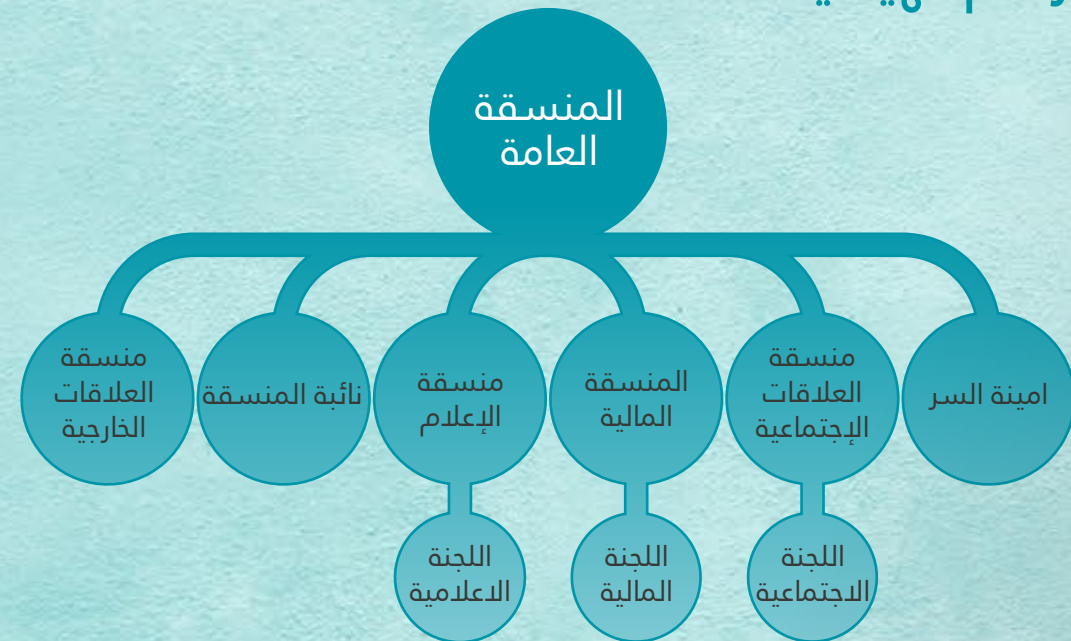 المنسقة
العامة
امينة السر
منسقة
العلاقات
الإجتماعية
المنسقة
المالية
منسقة
الإعلام
نائبة المنسقة
منسقة
العلاقات
الخارجية
اللجنة
الاجتماعية
اللجنة
المالية
اللجنة
الاعلامية